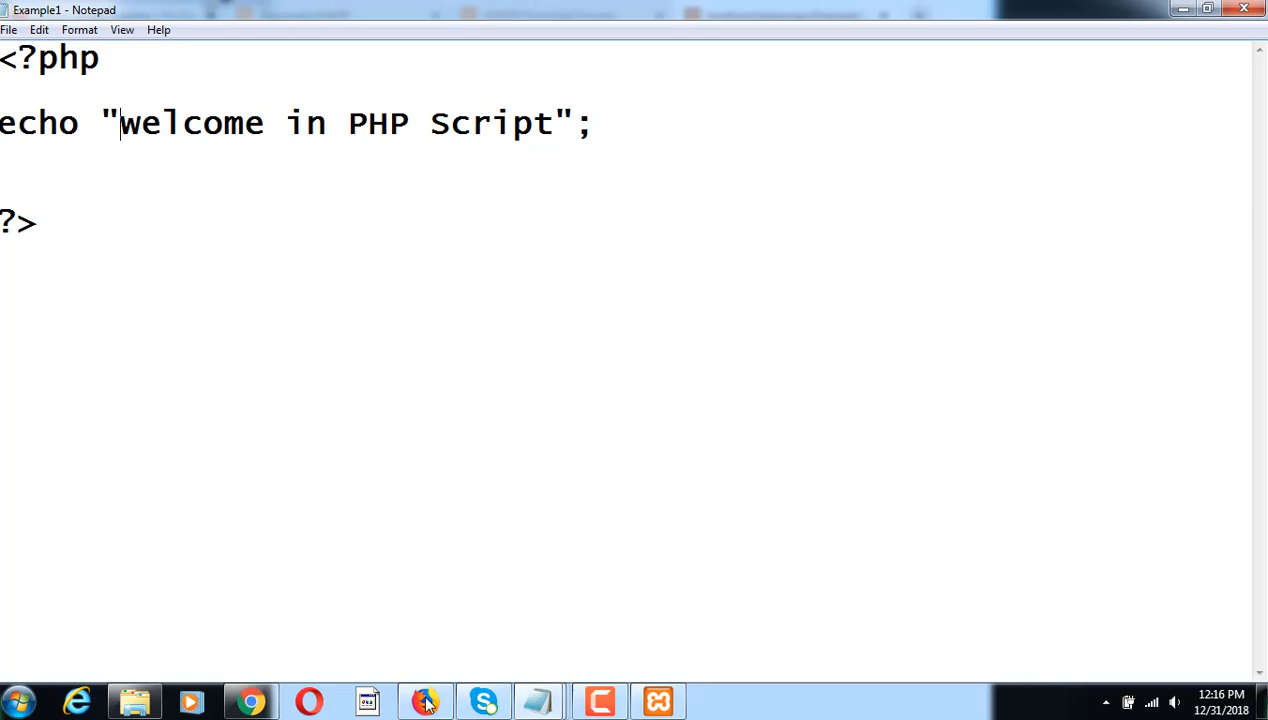 Example1 - Notepad
File Edit Format View Help
<?php
echo "welcome in PHP Script";
?>
12:16 PM
12/31/2018